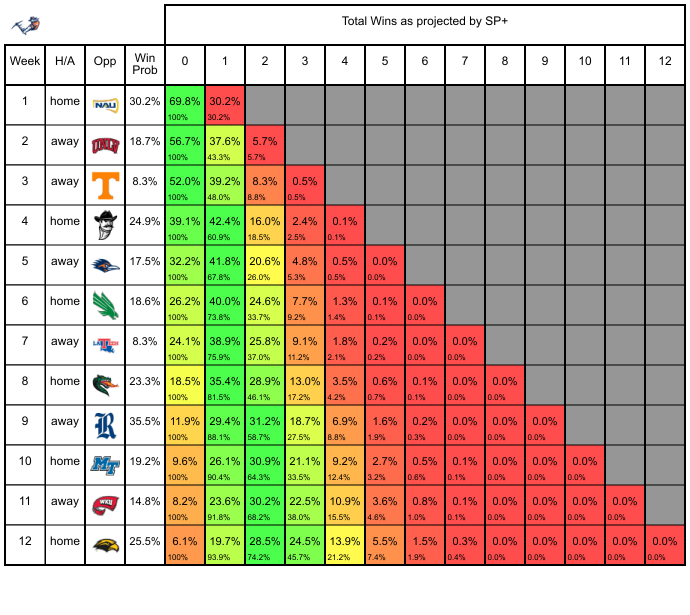 Total Wins as projected by SP+
Week H/A Opp Win Prob 0 1 2 3 4 5 6 7 8 9 10 11 12
1 home NAU 30.2% 69.8% 30.2%
100% 30.2%
2 away UNLV 18.7% 56.7% 37.6% 5.7%
100% 43.3% 5.7%
3 away T 8.3% 52.0% 39.2% 8.3% 0.5%
100% 48.0% 8.8% 0.5%
4 home 24.9% 39.1% 42.4% 16.0% 2.4% 0.1%
100% 60.9% 18.5% 2.5% 0.1%
5 away 17.5% 32.2% 41.8% 20.6% 4.8% 0.5% 0.0%
100% 67.8% 26.0% 5.3% 0.5% 0.0%
6 home 18.6% 26.2% 40.0% 24.6% 7.7% 1.3% 0.1% 0.0%
100% 73.8% 33.7% 9.2% 1.4% 0.1% 0.0%
7 away 8.3% 24.1% 38.9% 25.8% 9.1% 1.8% 0.2% 0.0% 0.0%
100% 75.9% 37.0% 11.2% 2.1% 0.2% 0.0% 0.0%
8 home 23.3% 18.5% 35.4% 28.9% 13.0% 3.5% 0.6% 0.1% 0.0% 0.0%
100% 81.5% 46.1% 17.2% 4.2% 0.7% 0.1% 0.0% 0.0%
9 away R 35.5% 11.9% 29.4% 31.2% 18.7% 6.9% 1.6% 0.2% 0.0% 0.0% 0.0%
100% 88.1% 58.7% 27.5% 8.8% 1.9% 0.3% 0.0% 0.0% 0.0%
10 home MT 19.2% 9.6% 26.1% 30.9% 21.1% 9.2% 2.7% 0.5% 0.1% 0.0% 0.0% 0.0%
100% 90.4% 64.3% 33.5% 12.4% 3.2% 0.6% 0.1% 0.0% 0.0% 0.0%
11 away WKU 14.8% 8.2% 23.6% 30.2% 22.5% 10.9% 3.6% 0.8% 0.1% 0.0% 0.0% 0.0% 0.0%
100% 91.8% 68.2% 38.0% 15.5% 4.6% 1.0% 0.1% 0.0% 0.0% 0.0% 0.0%
12 home 25.5% 6.1% 19.7% 28.5% 24.5% 13.9% 5.5% 1.5% 0.3% 0.0% 0.0% 0.0% 0.0% 0.0%
100% 93.9% 74.2% 45.7% 21.2% 7.4% 1.9% 0.4% 0.0% 0.0% 0.0% 0.0% 0.0%